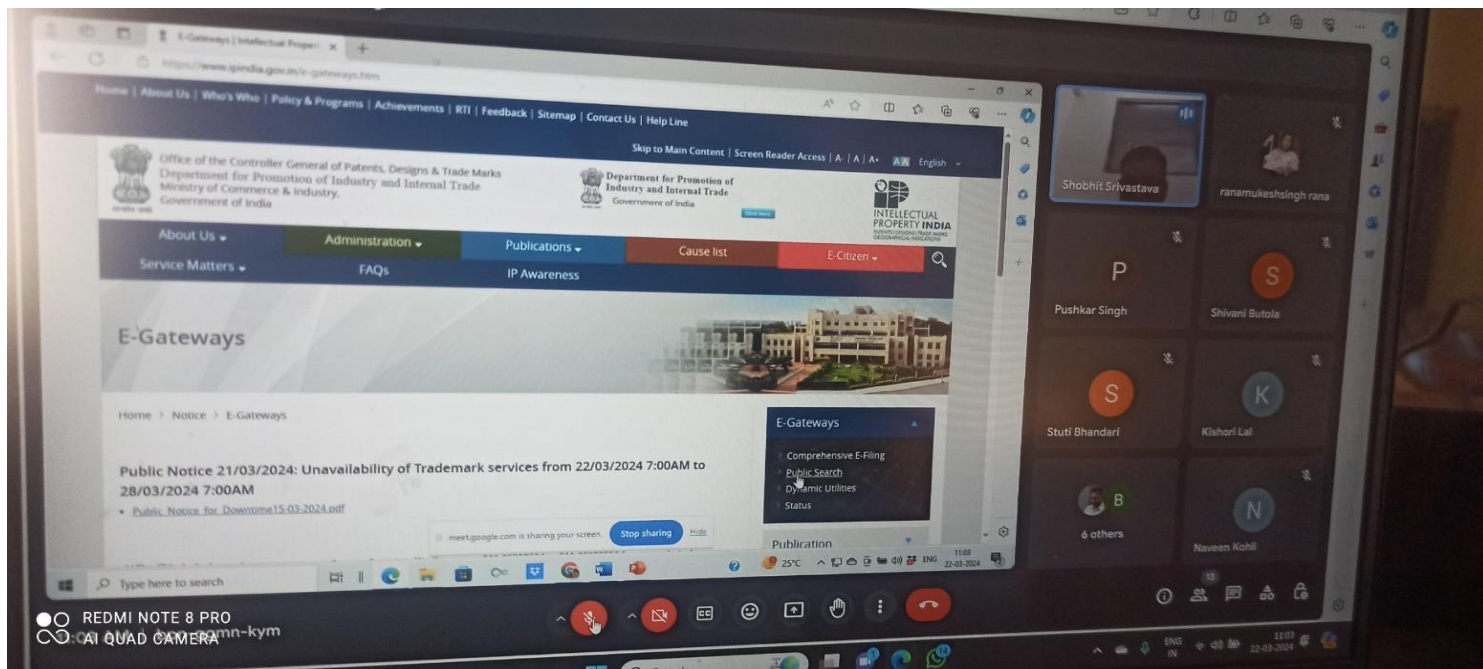 E-Gateways | Intellectual Proper
https://www.ipindia.gov.in/e-gateways.htm
Home | About Us | Who's Who | Policy & Programs | Achievements | RTI | Feedback | Sitemap | Contact Us | Help Line
Skip to Main Content | Screen Reader Access | A- | A | A+ AA English
Office of the Controller General of Patents, Designs & Trade Marks
Department for Promotion of Industry and Internal Trade
Ministry of Commerce & Industry,
Government of India
Department for Promotion of
Industry and Internal Trade
Government of India
INTELLECTUAL
PROPERTY INDIA
About Us
Administration
Publications
Cause list
E-Citizen
Service Matters
FAQs
IP Awareness
E-Gateways
Home > Notice > E-Gateways
Public Notice 21/03/2024: Unavailability of Trademark services from 22/03/2024 7:00AM to
28/03/2024 7:00AM
Public Notice for Downtime15-03-2024.pdf
E-Gateways
Comprehensive E-Filing
Public Search
Dynamic Utilities
Status
Publication
meet.google.com is sharing your screen.
Stop sharing
Hide
Type here to search
25°C
ENG
11:03
22-03-2024
Shobhit Srivastava
ranamukeshsingh rana
P
Pushkar Singh
S
Shivani Butola
S
Stuti Bhandari
K
Kishori Lal
B
6 others
N
Naveen Kohli
13
REDMI NOTE 8 PRO
AI QUAD CAMERA
mn-kym
ENG
IN
11:03
22-03-2024